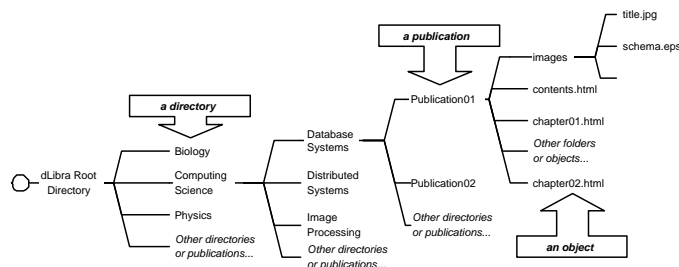 title.jpg
a publication
images
schema.eps
contents.html
a directory
Publication01
chapter01.html
Database
Systems
Other folders
or objects...
Biology
dLibra Root
Directory
Computing
Science
Distributed
Systems
Publication02
chapter02.html
Physics
Image
Processing
Other directories
or publications...
Other directories
or publications...
Other directories
or publications...
an object